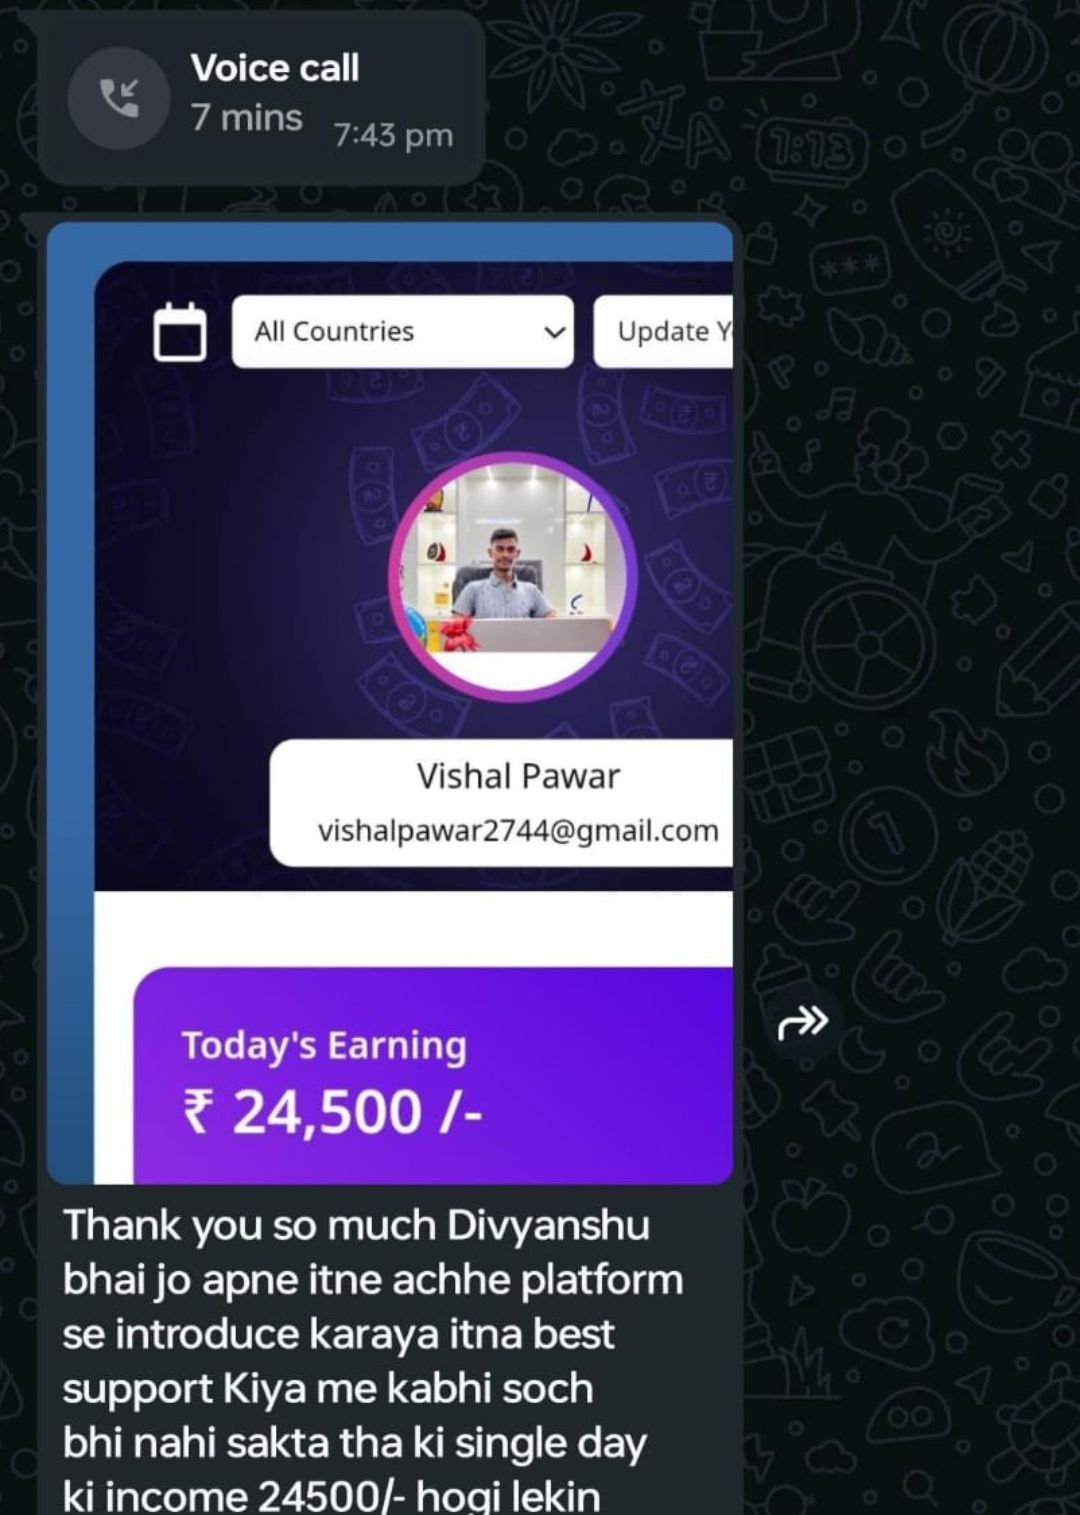 Voice call
7 mins
7:43 pm
All Countries
Update Y
Vishal Pawar
vishalpawar2744@gmail.com
Today's Earning
₹ 24,500 /-
Thank you so much Divyanshu
bhai jo apne itne achhe platform
se introduce karaya itna best
support Kiya me kabhi soch
bhi nahi sakta tha ki single day
ki income 24500/- hogi lekin